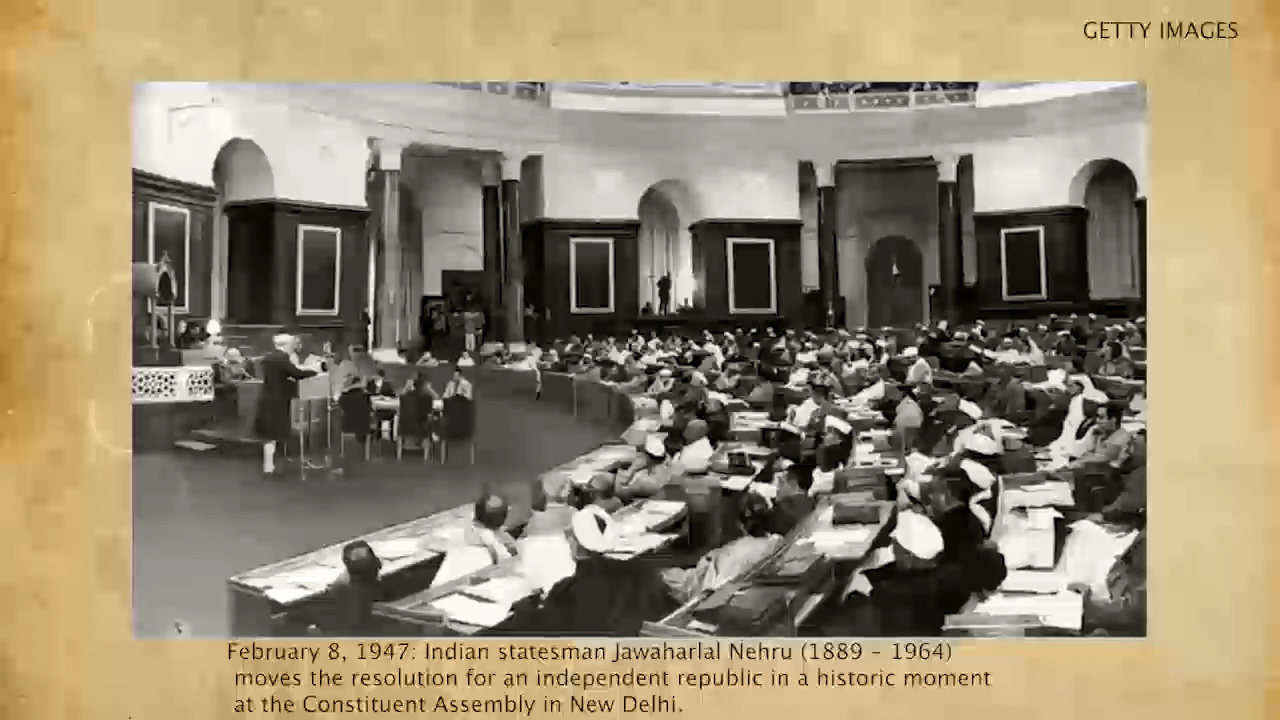 GETTY IMAGES
February 8, 1947: Indian statesman Jawaharlal Nehru (1889 - 1964)
moves the resolution for an independent republic in a historic moment
at the Constituent Assembly in New Delhi.